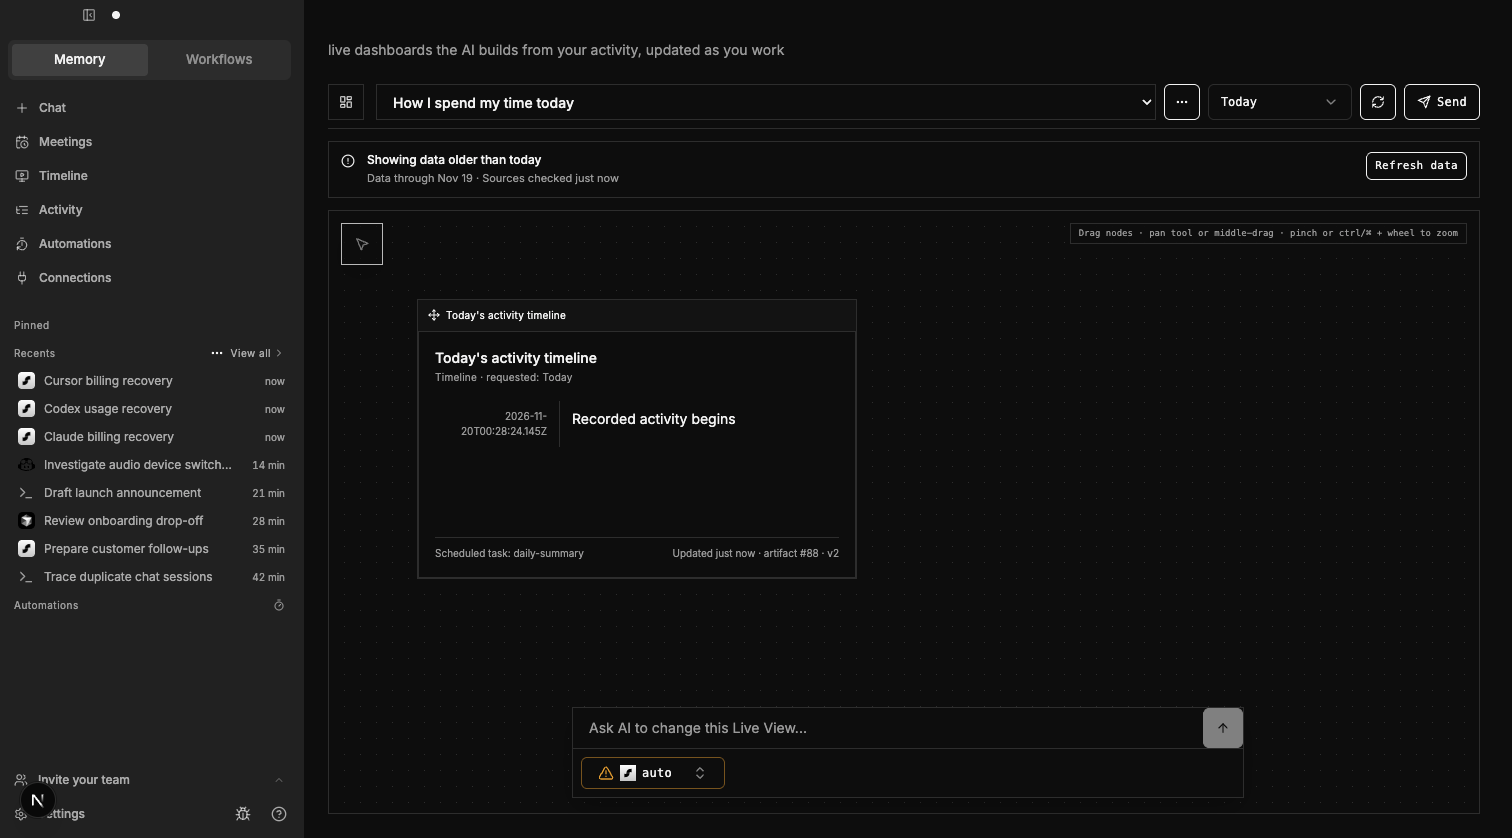 Memory
Workflows
Chat
Meetings
Timeline
Activity
Automations
Connections
Pinned
Recents
··· View all
Cursor billing recovery now
Codex usage recovery now
Claude billing recovery now
Investigate audio device switch... 14 min
Draft launch announcement 21 min
Review onboarding drop-off 28 min
Prepare customer follow-ups 35 min
Trace duplicate chat sessions 42 min
Automations
Invite your team
N
ettings
live dashboards the AI builds from your activity, updated as you work
How I spend my time today
···
Today
Send
Showing data older than today
Data through Nov 19 · Sources checked just now
Refresh data
Drag nodes · pan tool or middle-drag · pinch or ctrl/⌘ + wheel to zoom
Today's activity timeline
Today's activity timeline
Timeline · requested: Today
2026-11-
20T00:28:24.145Z
Recorded activity begins
Scheduled task: daily-summary
Updated just now · artifact #88 · v2
Ask AI to change this Live View...
auto